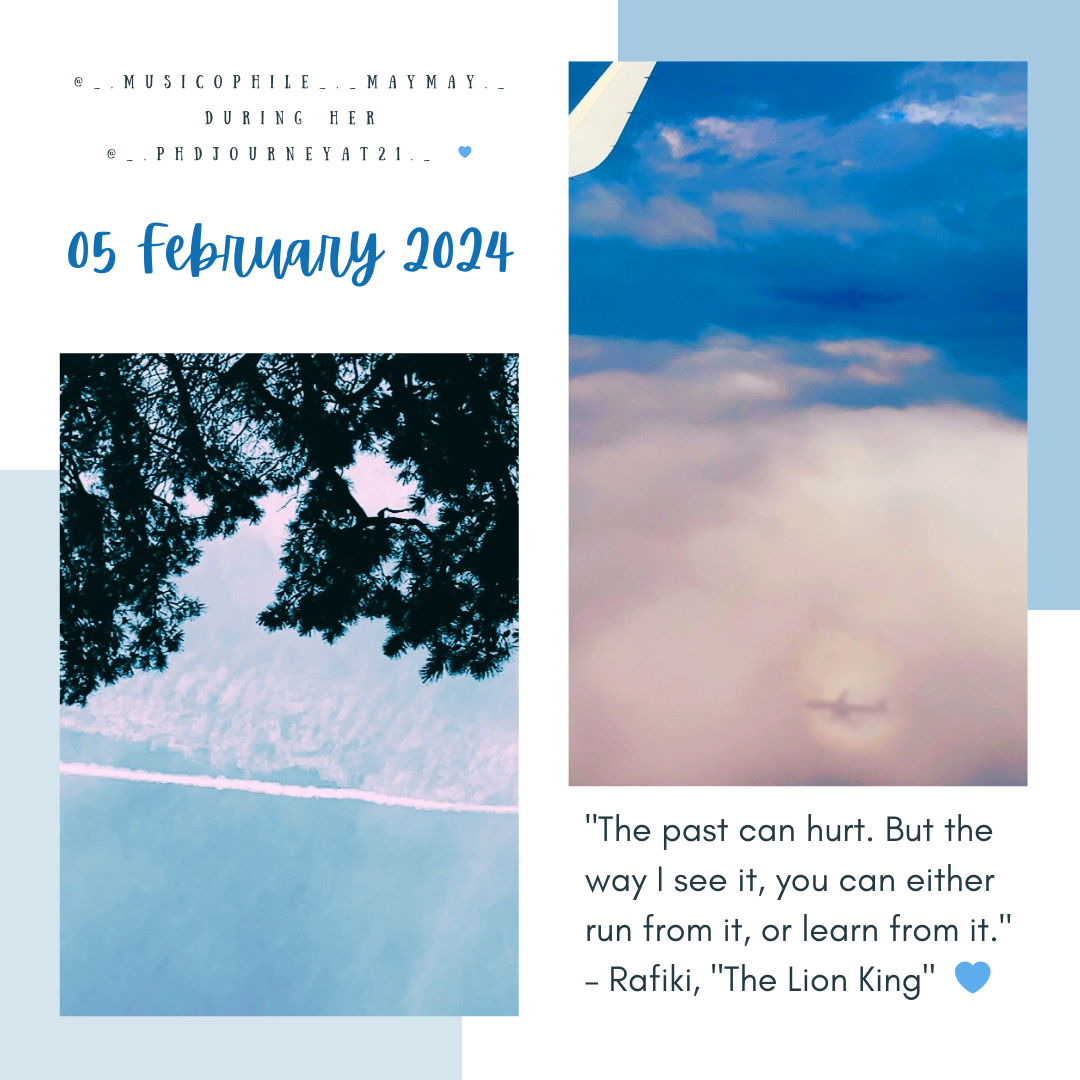 @_.MUSICOPHILE_._MAYMAY._
DURING HER
@_.PHDJOURNEYAT21._ 💙
05 February 2024
"The past can hurt. But the
way I see it, you can either
run from it, or learn from it."
– Rafiki, "The Lion King" 💙